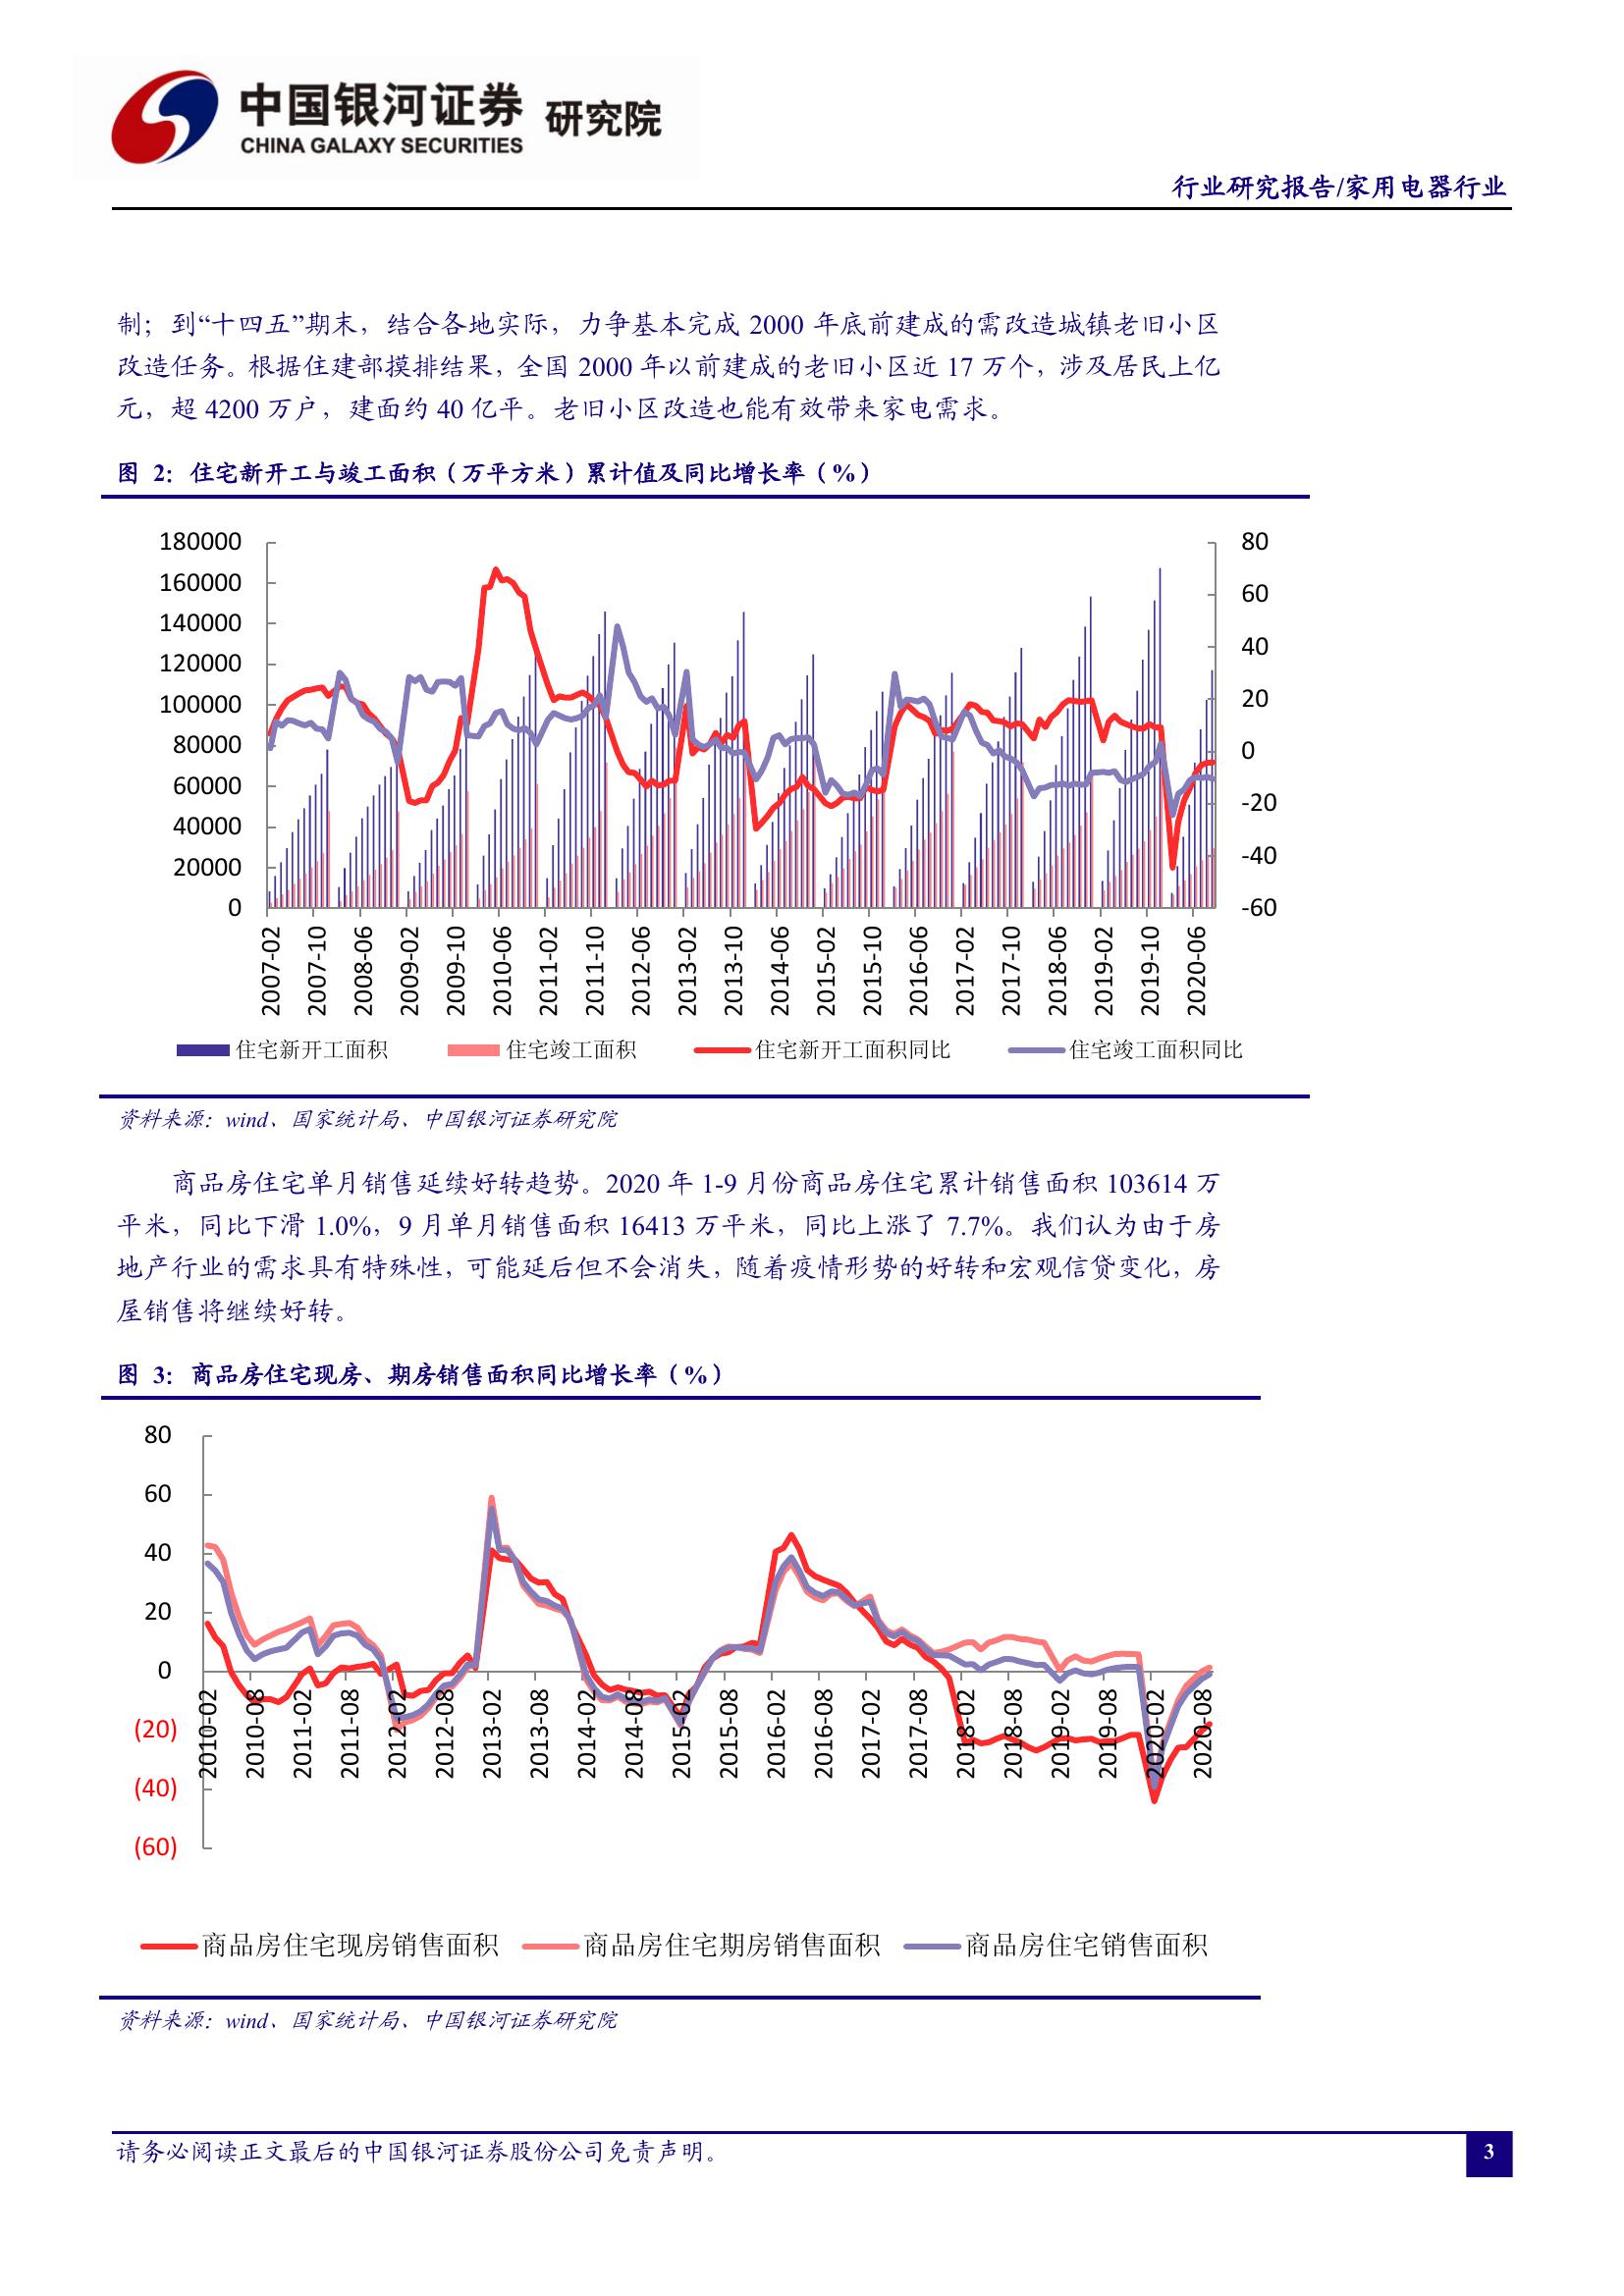 中国银河证券 研究院
CHINA GALAXY SECURITIES
行业研究报告/家用电器行业
制；到“十四五”期末，结合各地实际，力争基本完成 2000 年底前建成的需改造城镇老旧小区
改造任务。根据住建部摸排结果，全国 2000 年以前建成的老旧小区近 17 万个，涉及居民上亿
元，超 4200 万户，建面约 40 亿平。老旧小区改造也能有效带来家电需求。
图 2：住宅新开工与竣工面积（万平方米）累计值及同比增长率（%）
180000 80
160000 60
140000
120000 40
100000 20
80000 0
60000
40000 -20
20000 -40
0 -60
2007-02 2007-10 2008-06 2009-02 2009-10 2010-06 2011-02 2011-10 2012-06 2013-02 2013-10 2014-06 2015-02 2015-10 2016-06 2017-02 2017-10 2018-06 2019-02 2019-10 2020-06
住宅新开工面积 住宅竣工面积 住宅新开工面积同比 住宅竣工面积同比
资料来源：wind、国家统计局、中国银河证券研究院
商品房住宅单月销售延续好转趋势。2020 年 1-9 月份商品房住宅累计销售面积 103614 万
平米，同比下滑 1.0%，9 月单月销售面积 16413 万平米，同比上涨了 7.7%。我们认为由于房
地产行业的需求具有特殊性，可能延后但不会消失，随着疫情形势的好转和宏观信贷变化，房
屋销售将继续好转。
图 3：商品房住宅现房、期房销售面积同比增长率（%）
80
60
40
20
0
(20)
(40)
(60)
2010-02 2010-08 2011-02 2011-08 2012-02 2012-08 2013-02 2013-08 2014-02 2014-08 2015-02 2015-08 2016-02 2016-08 2017-02 2017-08 2018-02 2018-08 2019-02 2019-08 2020-02 2020-08
商品房住宅现房销售面积 商品房住宅期房销售面积 商品房住宅销售面积
资料来源：wind、国家统计局、中国银河证券研究院
请务必阅读正文最后的中国银河证券股份公司免责声明。
3